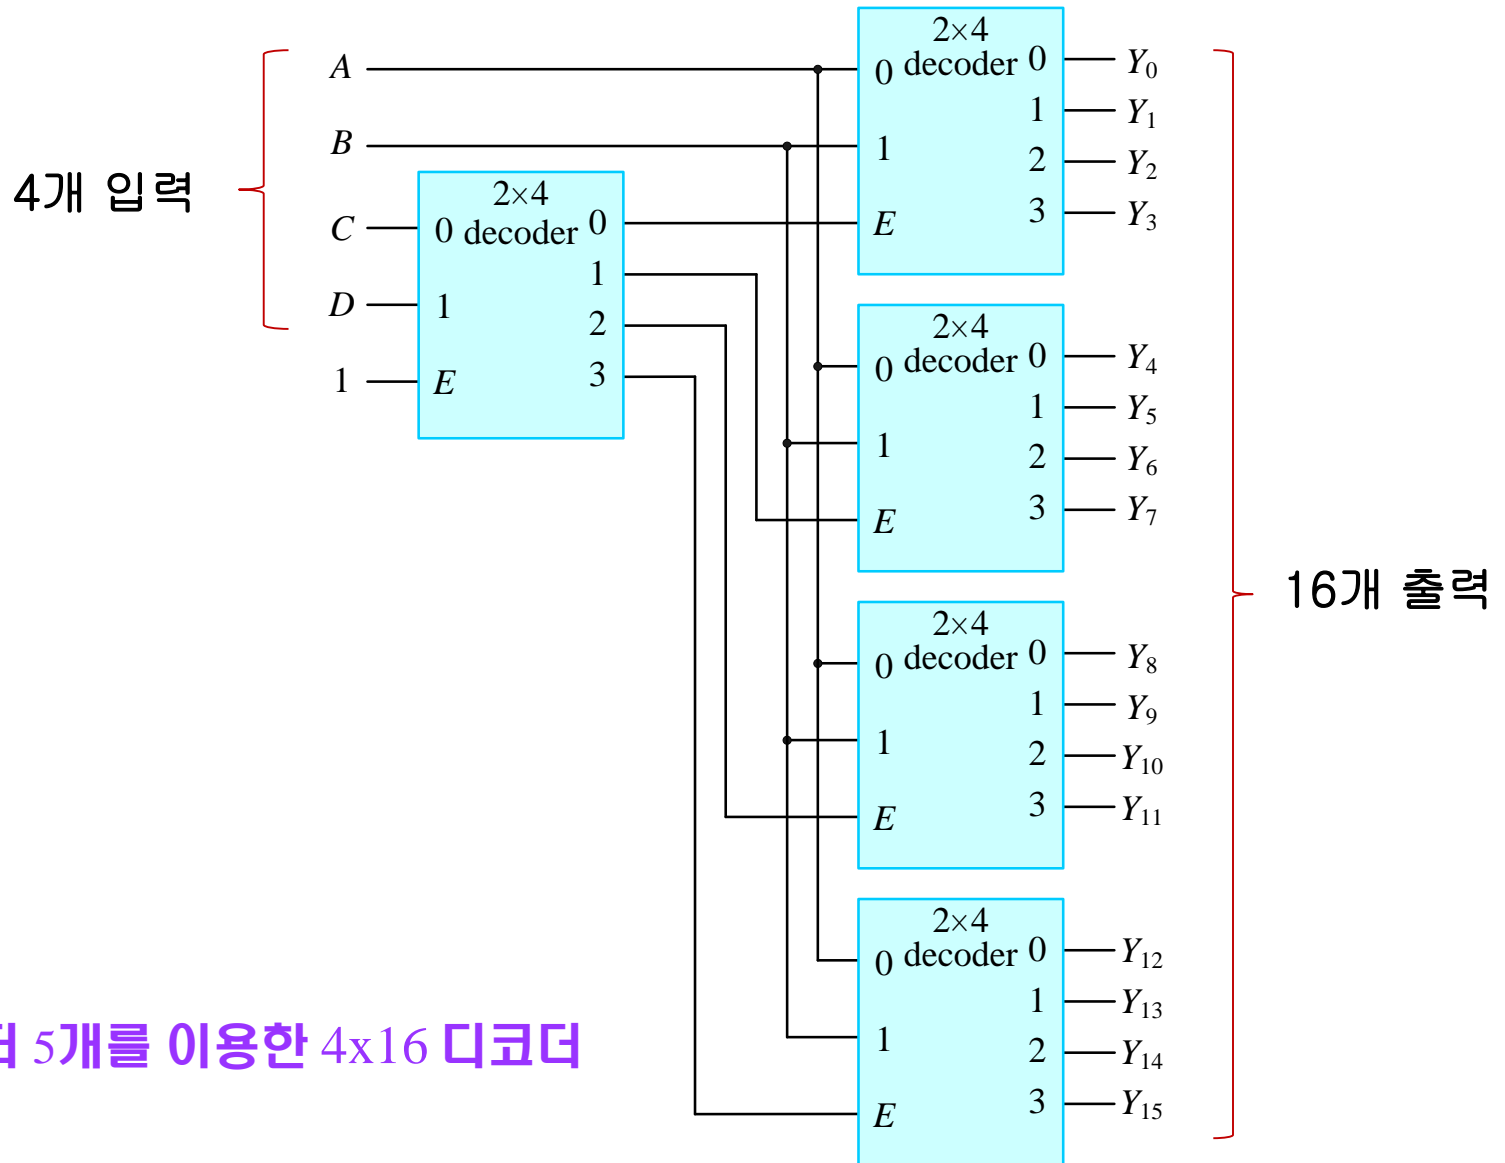 4개 입력
A
B
C
D
1
2×4
decoder
0
1
E
0
1
2
3
2×4
decoder
0
1
E
0
1
2
3
Y0
Y1
Y2
Y3
2×4
decoder
0
1
E
0
1
2
3
Y4
Y5
Y6
Y7
2×4
decoder
0
1
E
0
1
2
3
Y8
Y9
Y10
Y11
2×4
decoder
0
1
E
0
1
2
3
Y12
Y13
Y14
Y15
16개 출력
5개를 이용한 4x16 디코더